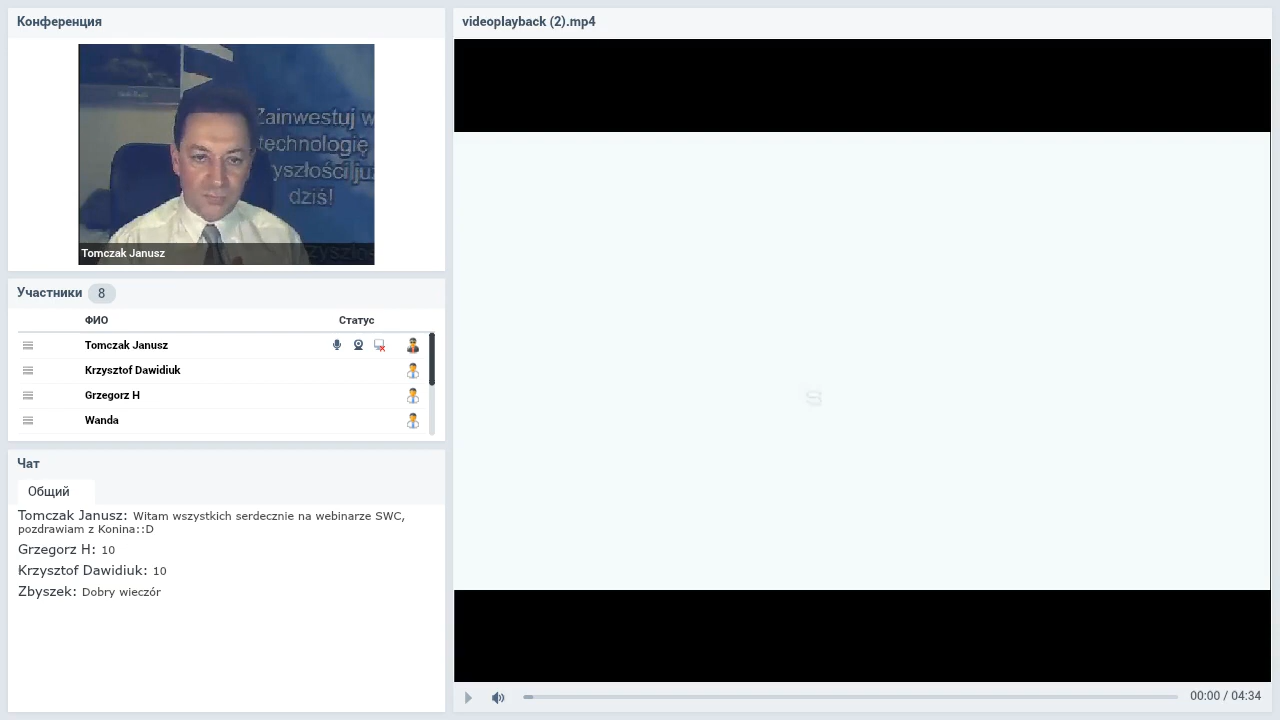 Конференция
Zainwestuj w
technologię
yszłości już
dziś!
Tomczak Janusz
Участники 8
ФИО Статус
Tomczak Janusz
Krzysztof Dawidiuk
Grzegorz H
Wanda
Чат
Общий
Tomczak Janusz: Witam wszystkich serdecznie na webinarze SWC,
pozdrawiam z Konina::D
Grzegorz H: 10
Krzysztof Dawidiuk: 10
Zbyszek: Dobry wieczór
videoplayback (2).mp4
00:00 / 04:34